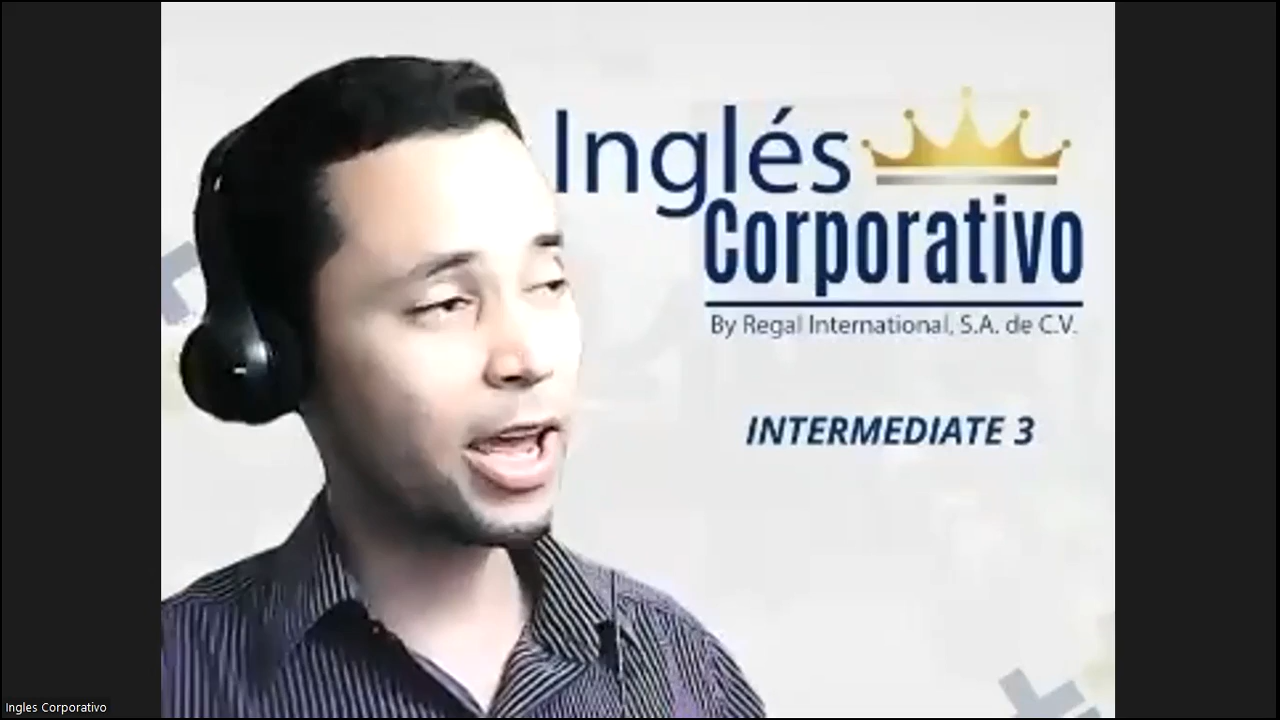 Inglés
Corporativo
By Regal International, S.A. de C.V.
INTERMEDIATE 3
Ingles Corporativo